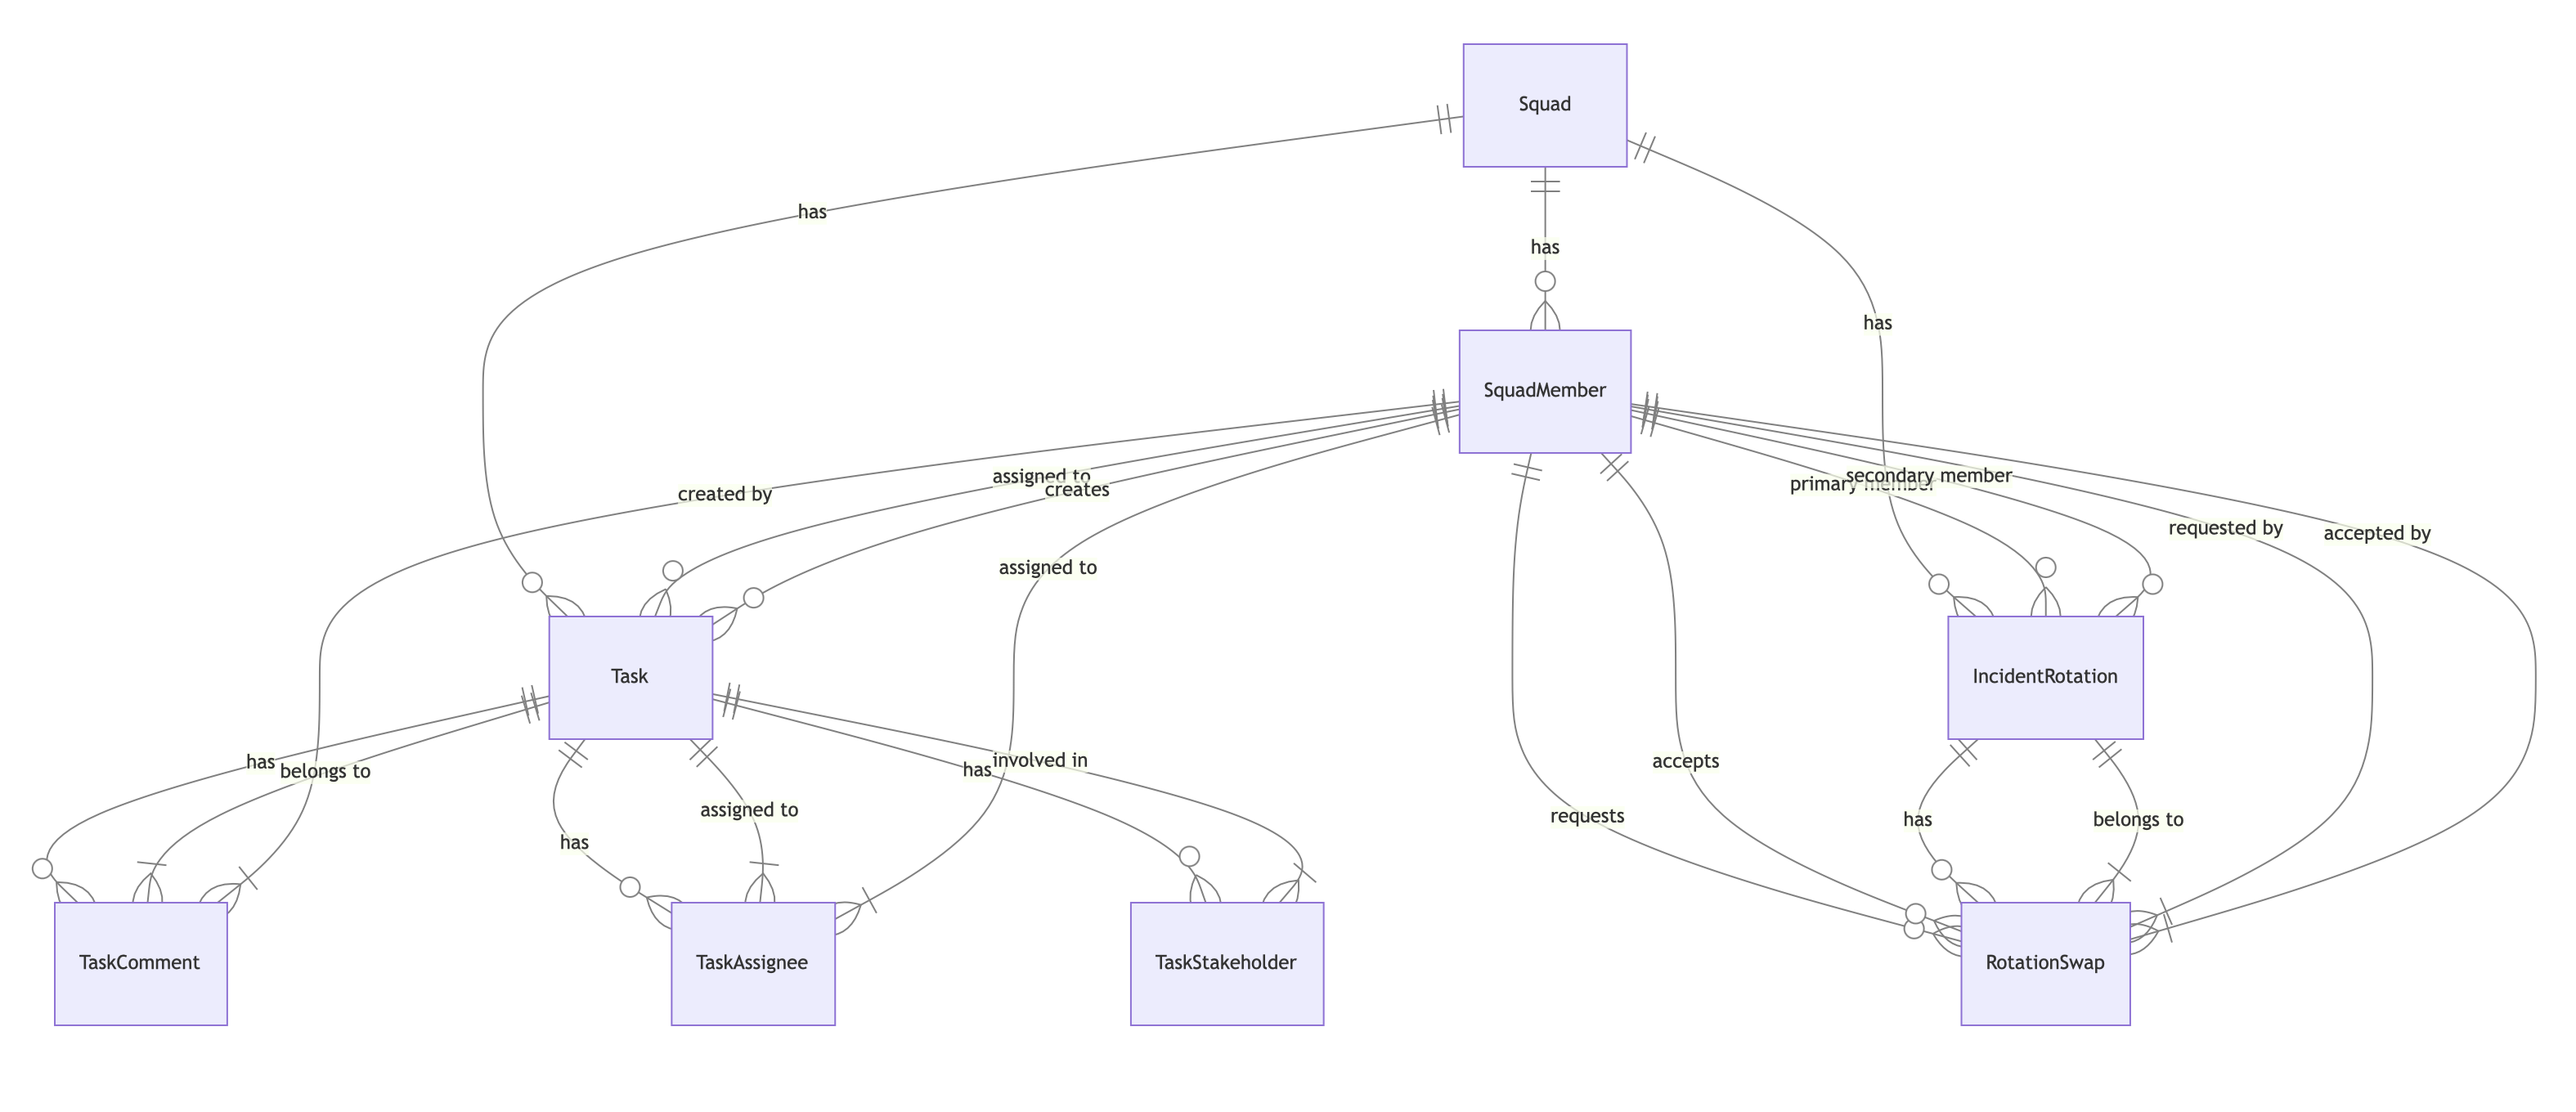 Squad
has
has
has
SquadMember
assigned to
secondary member
primary member
creates
created by
requested by
accepted by
assigned to
Task
IncidentRotation
has
belongs to
has
involved in
accepts
assigned to
requests
has
belongs to
has
TaskComment
TaskAssignee
TaskStakeholder
RotationSwap